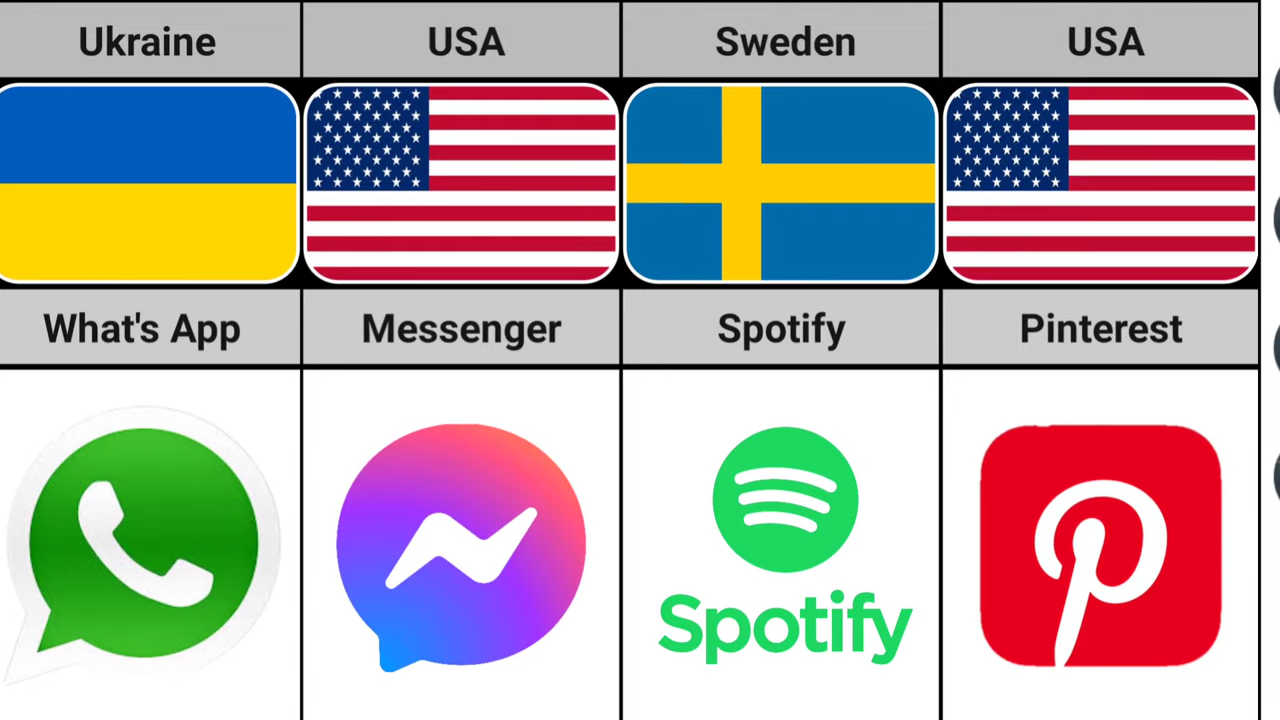 Ukraine
USA
Sweden
USA
What's App
Messenger
Spotify
Pinterest
Spotify